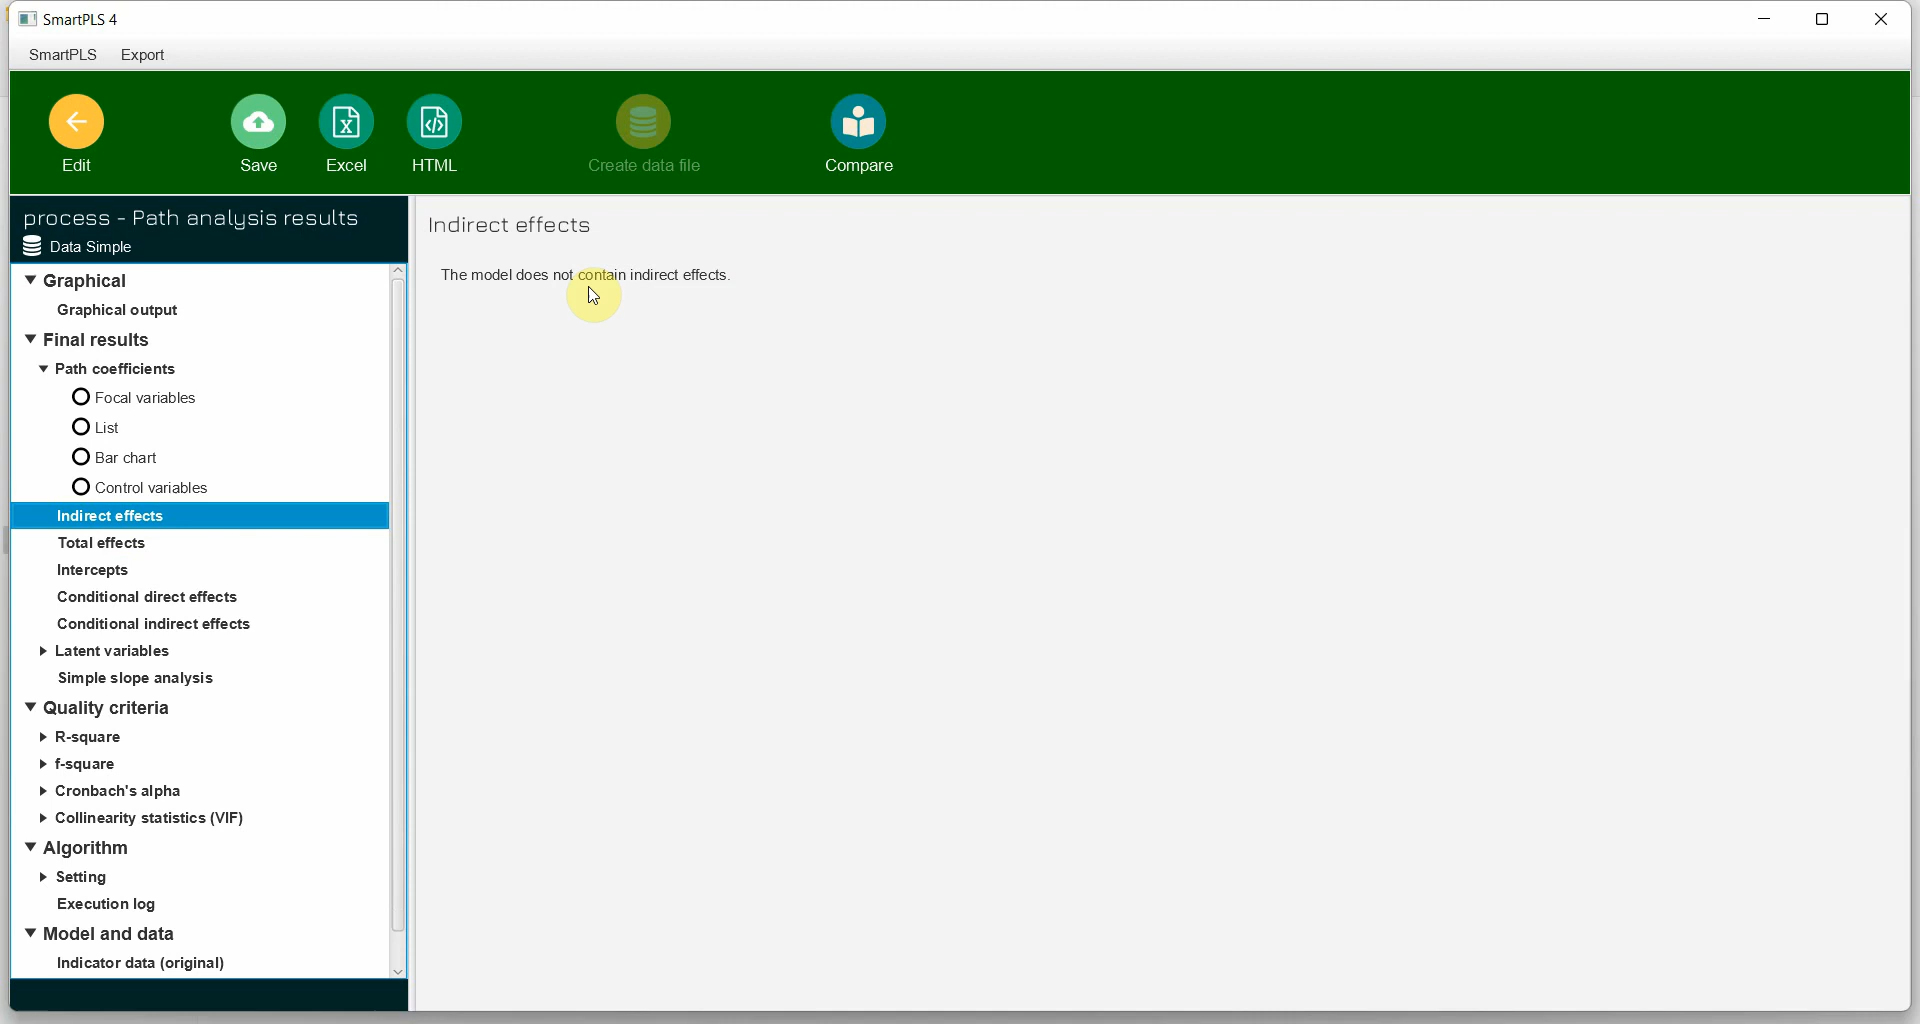 SmartPLS 4
SmartPLS Export
Edit
Save
Excel
HTML
Create data file
Compare
process - Path analysis results
Data Simple
Graphical
Graphical output
Final results
Path coefficients
Focal variables
List
Bar chart
Control variables
Indirect effects
Total effects
Intercepts
Conditional direct effects
Conditional indirect effects
Latent variables
Simple slope analysis
Quality criteria
R-square
f-square
Cronbach's alpha
Collinearity statistics (VIF)
Algorithm
Setting
Execution log
Model and data
Indicator data (original)
Indirect effects
The model does not contain indirect effects.